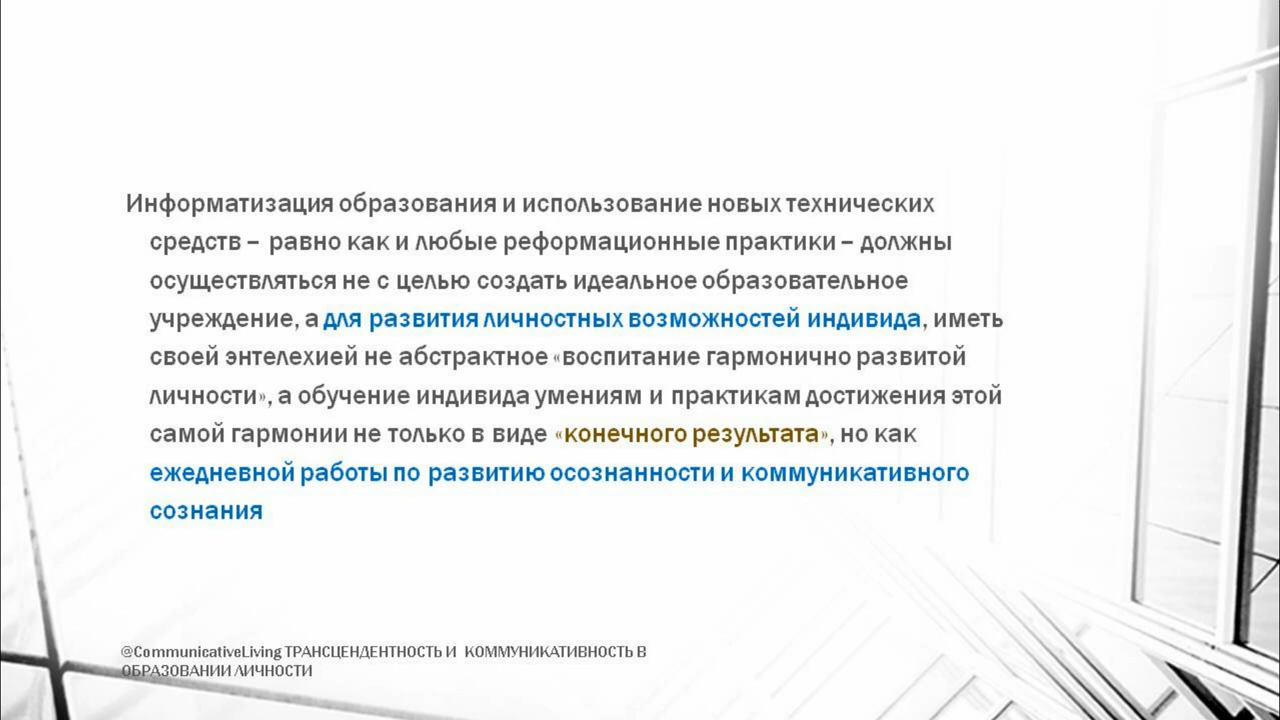 Информатизация образования и использование новых технических
средств – равно как и любые реформационные практики – должны
осуществляться не с целью создать идеальное образовательное
учреждение, а для развития личностных возможностей индивида, иметь
своей энтелехией не абстрактное «воспитание гармонично развитой
личности», а обучение индивида умениям и практикам достижения этой
самой гармонии не только в виде «конечного результата», но как
ежедневной работы по развитию осознанности и коммуникативного
сознания
@CommunicativeLiving ТРАНСЦЕНДЕНТНОСТЬ И КОММУНИКАТИВНОСТЬ В
ОБРАЗОВАНИИ ЛИЧНОСТИ